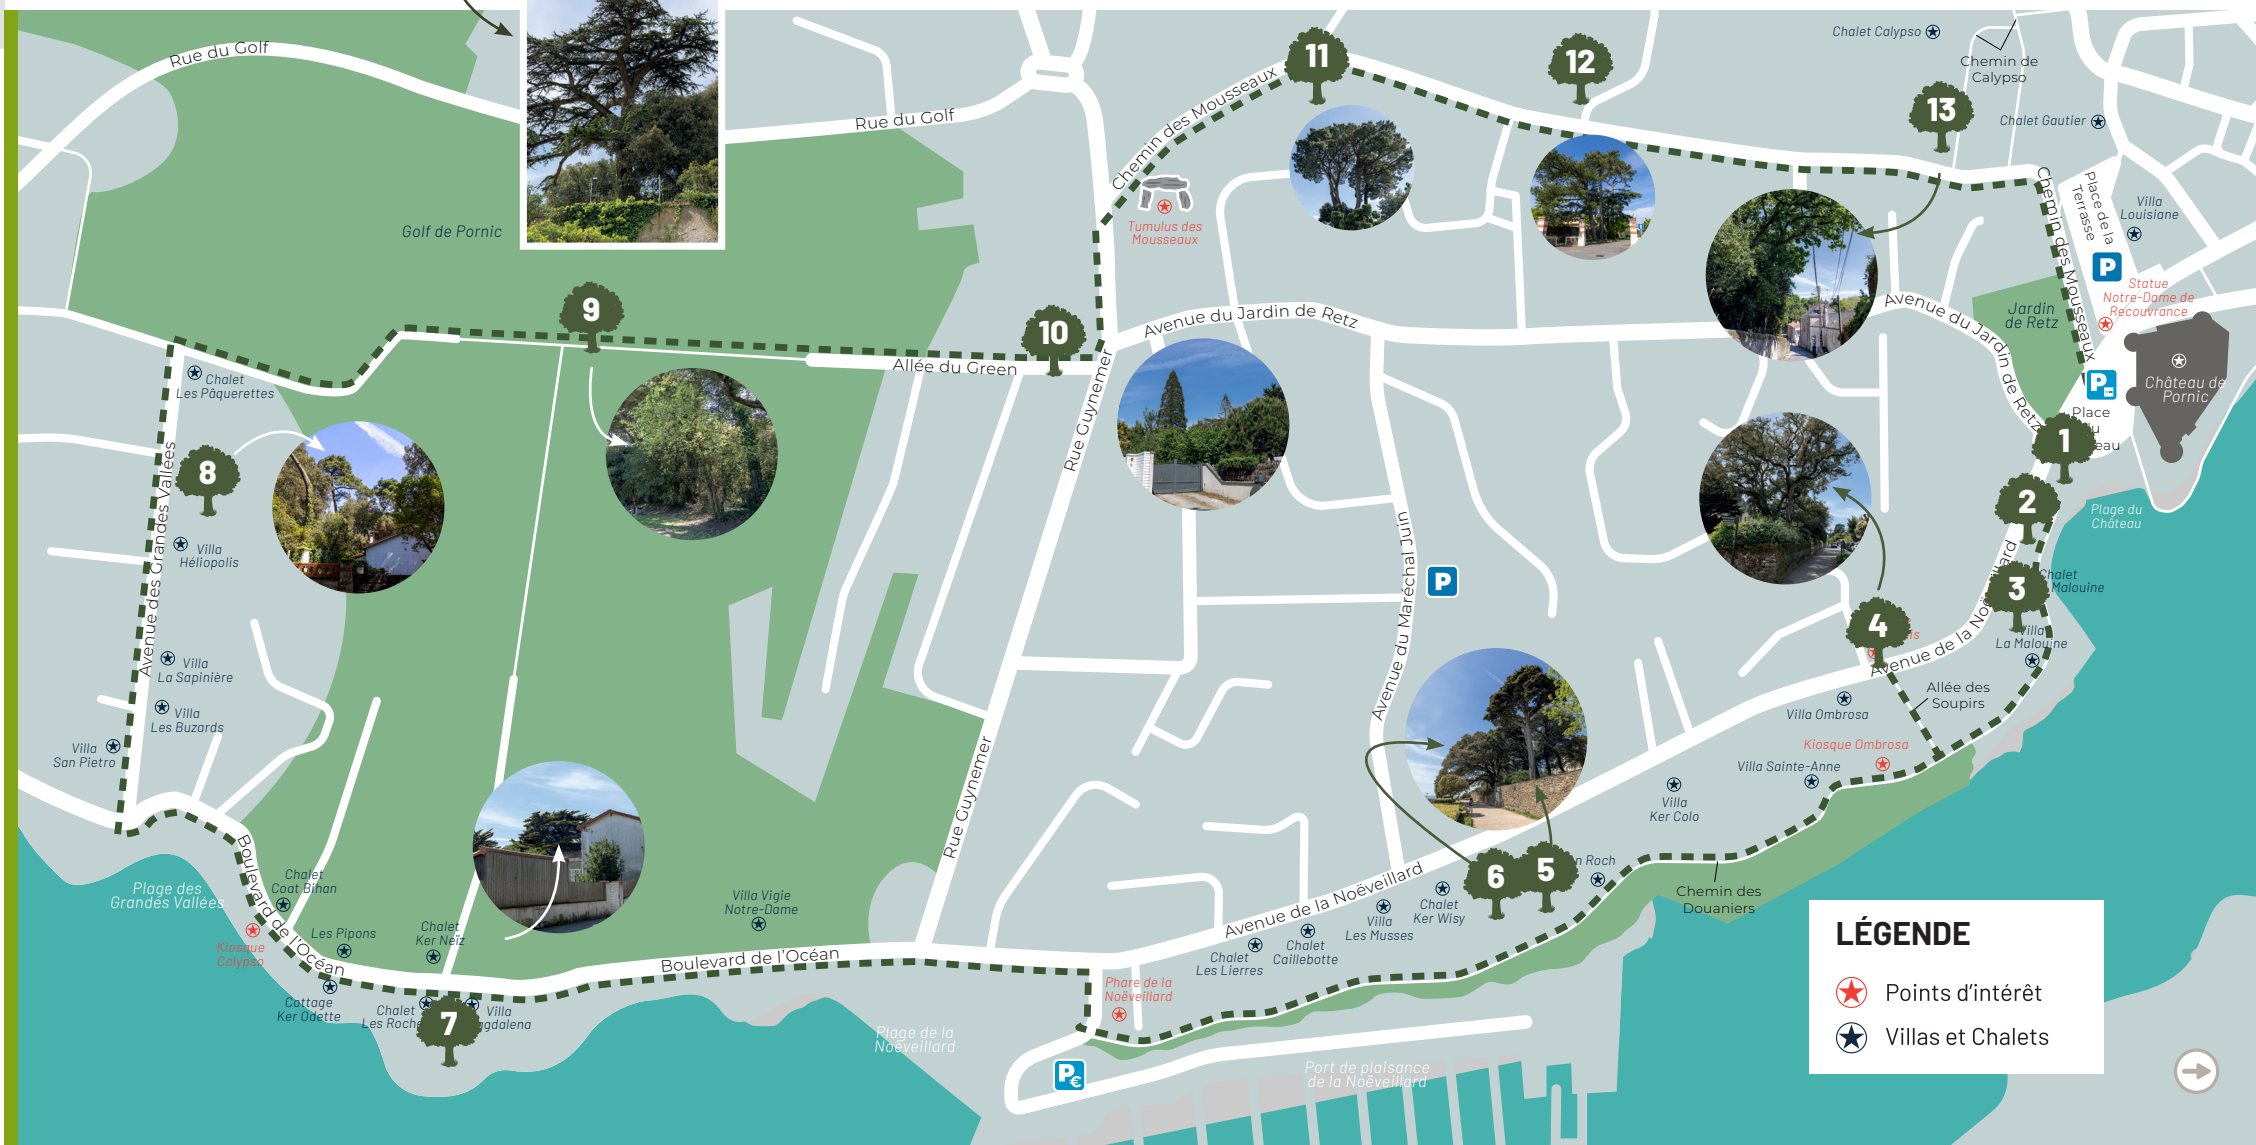 Rue du Golf
Rue du Golf
Golf de Pornic
Chemin des Mousseaux
11
12
13
Chalet Calypso
Chemin de
Calypso
Chalet Gautier
Place de la
Terrasse
Villa
Louisiane
P
Statue
Notre-Dame de
Recouvrance
Chemin des Mousseaux
Jardin
de Retz
P
Château de
Pornic
Place
eau
Tumulus des
Mousseaux
Avenue du Jardin de Retz
Avenue du Jardin de Retz
9
10
Allée du Green
Rue Guynemer
Chalet
Les Pâquerettes
8
Avenue des Grandes Vallées
Villa
Héliopolis
Villa
La Sapinière
Villa
Les Buzards
Villa
San Pietro
1
2
Plage du
Château
3
Chalet
Malouine
Villa
La Malouine
4
Avenue de la Noëveillard
Allée des
Soupirs
Villa Ombrosa
Kiosque Ombrosa
Villa Sainte-Anne
Villa
Ker Colo
Avenue du Maréchal Juin
P
Rue Guynemer
6
5
n Roch
Chemin des
Douaniers
Avenue de la Noëveillard
Chalet
Ker Wisy
Villa
Les Musses
Chalet
Caillebotte
Chalet
Les Lierres
Phare de la
Noëveillard
Villa Vigie
Notre-Dame
Boulevard de l'Océan
Boulevard de l'Océan
Plage des
Grandes Vallées
Kiosque
Calypso
Chalet
Coat Bihan
Les Pipons
Chalet
Ker Neïz
Cottage
Ker Odette
Chalet
Les Roche
7
Villa
gdalena
Plage de la
Noëveillard
P€
Port de plaisance
de la Noëveillard
LÉGENDE
Points d'intérêt
Villas et Chalets